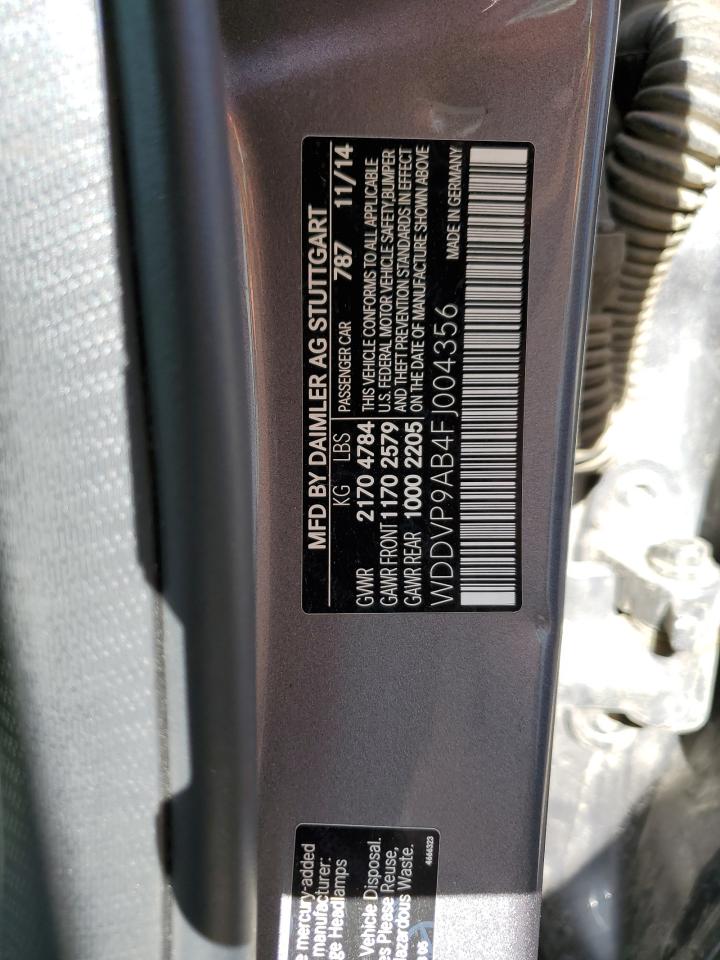 MFD BY DAIMLER AG STUTTGART
KG LBS
PASSENGER CAR 787 11/14
GVWR 2170 4784
GAWR FRONT 1170 2579
GAWR REAR 1000 2205
THIS VEHICLE CONFORMS TO ALL APPLICABLE
U.S. FEDERAL MOTOR VEHICLE SAFETY, BUMPER
AND THEFT PREVENTION STANDARDS IN EFFECT
ON THE DATE OF MANUFACTURE SHOWN ABOVE
WDDVP9AB4FJ004356
MADE IN GERMANY
mercury-added
manufacturer:
Headlamps
Vehicle Disposal.
Please Reuse,
Waste.
4666323